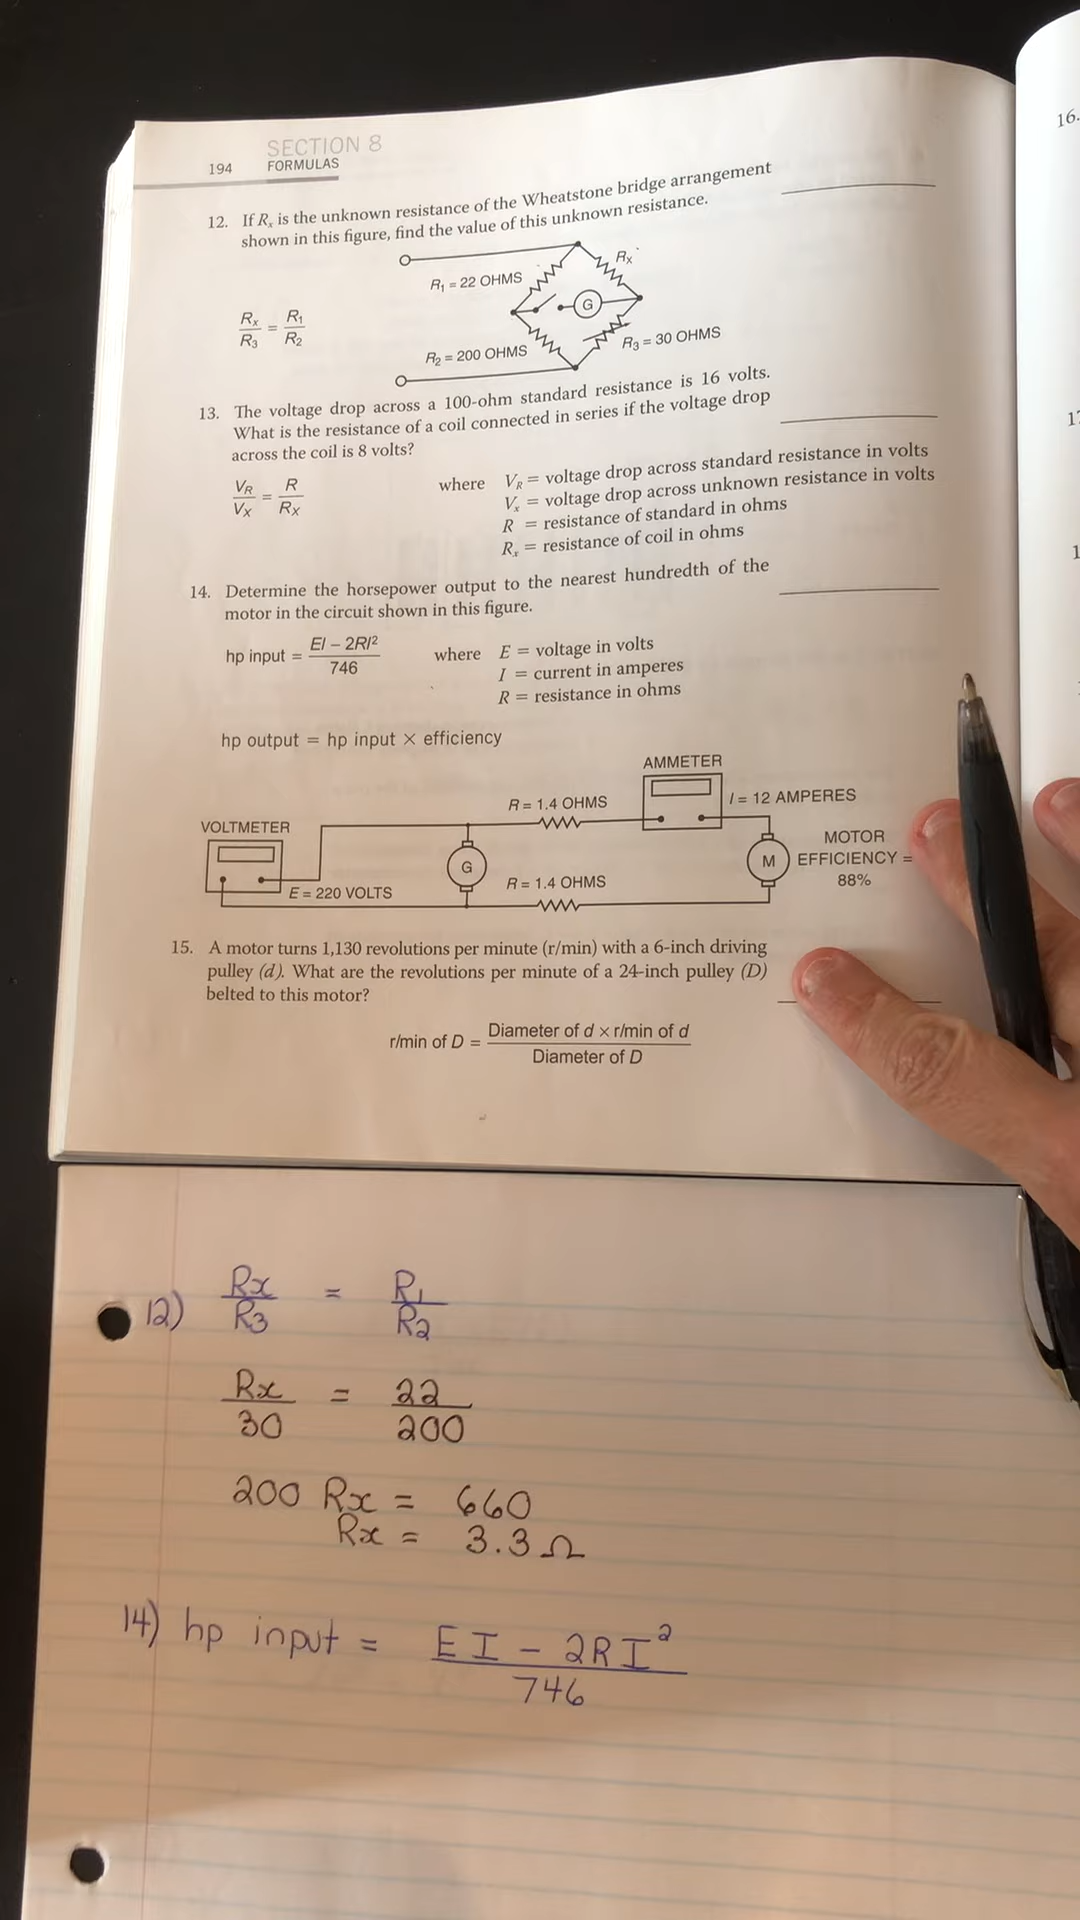 SECTION 8
194 FORMULAS
12. If Rₓ is the unknown resistance of the Wheatstone bridge arrangement
shown in this figure, find the value of this unknown resistance.
Rₓ
R₁ = 22 OHMS
G
Rₓ/R₃ = R₁/R₂
R₂ = 200 OHMS
R₃ = 30 OHMS
13. The voltage drop across a 100-ohm standard resistance is 16 volts.
What is the resistance of a coil connected in series if the voltage drop
across the coil is 8 volts?
V_R/V_X = R/R_X
where V_R = voltage drop across standard resistance in volts
Vₓ = voltage drop across unknown resistance in volts
R = resistance of standard in ohms
Rₓ = resistance of coil in ohms
14. Determine the horsepower output to the nearest hundredth of the
motor in the circuit shown in this figure.
hp input = EI – 2RI²/746
where E = voltage in volts
I = current in amperes
R = resistance in ohms
hp output = hp input × efficiency
AMMETER
R = 1.4 OHMS
I = 12 AMPERES
VOLTMETER
G
M
MOTOR
EFFICIENCY =
88%
E = 220 VOLTS
R = 1.4 OHMS
15. A motor turns 1,130 revolutions per minute (r/min) with a 6-inch driving
pulley (d). What are the revolutions per minute of a 24-inch pulley (D)
belted to this motor?
r/min of D = Diameter of d × r/min of d/Diameter of D
16.
12) Rx/R3 = R1/R2
Rx/30 = 22/200
200 Rx = 660
Rx = 3.3 Ω
14) hp input = EI - 2RI²/746